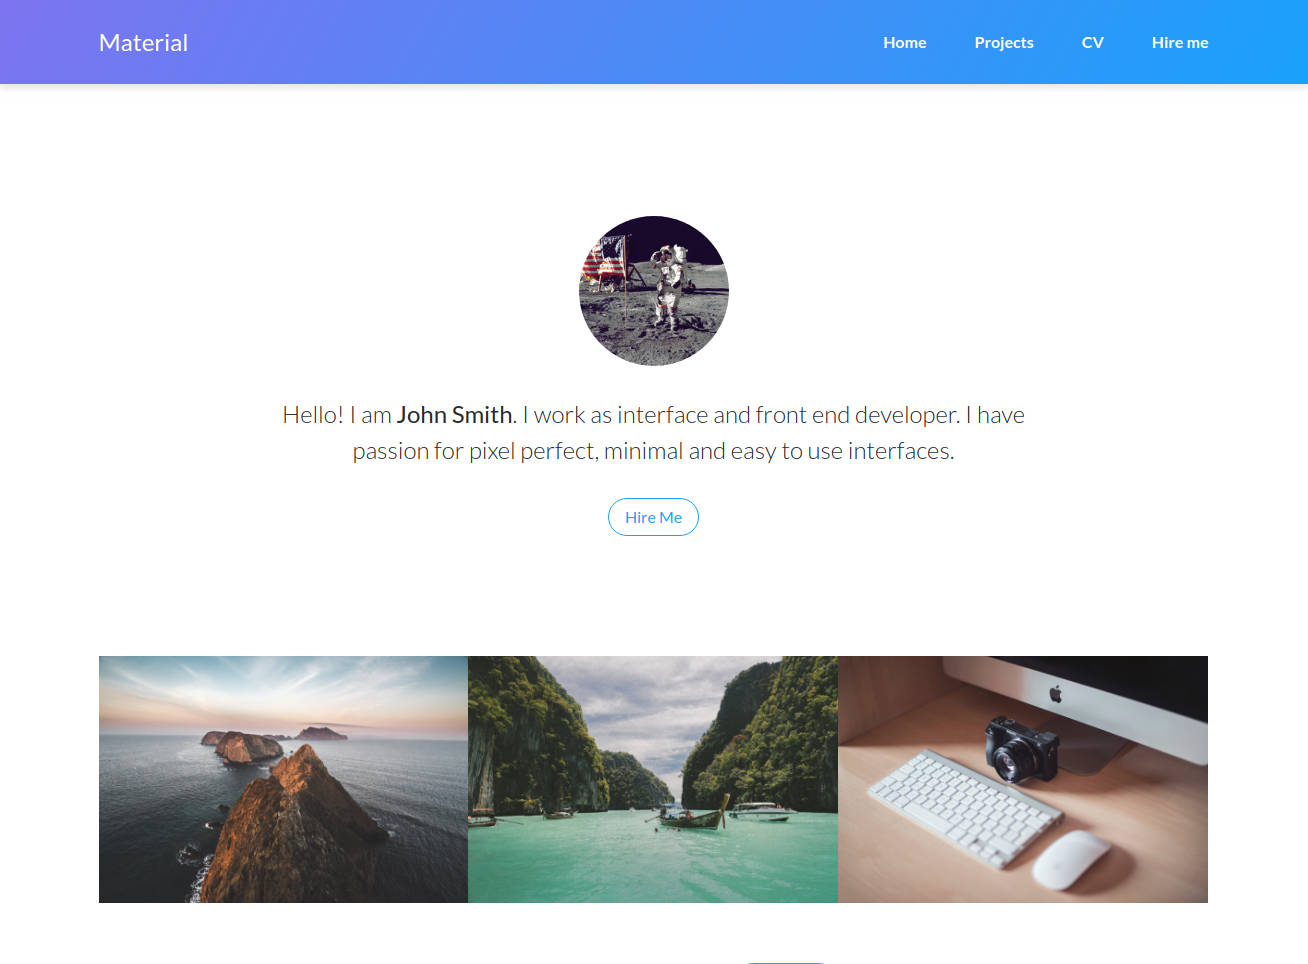 Material
Home
Projects
CV
Hire me
Hello! I am John Smith. I work as interface and front end developer. I have
passion for pixel perfect, minimal and easy to use interfaces.
Hire Me